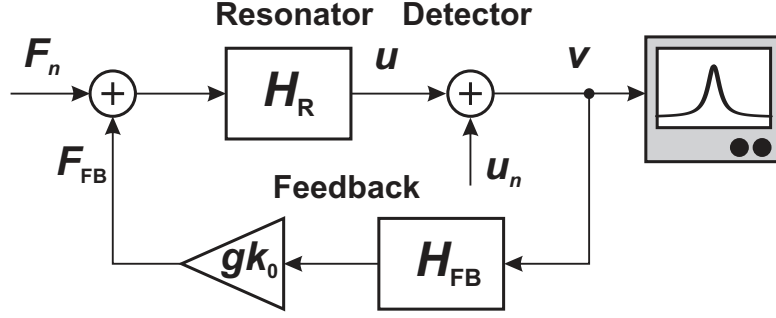 Resonator Detector
F_n + H_R u + v
F_FB Feedback u_n
gk_0 H_FB